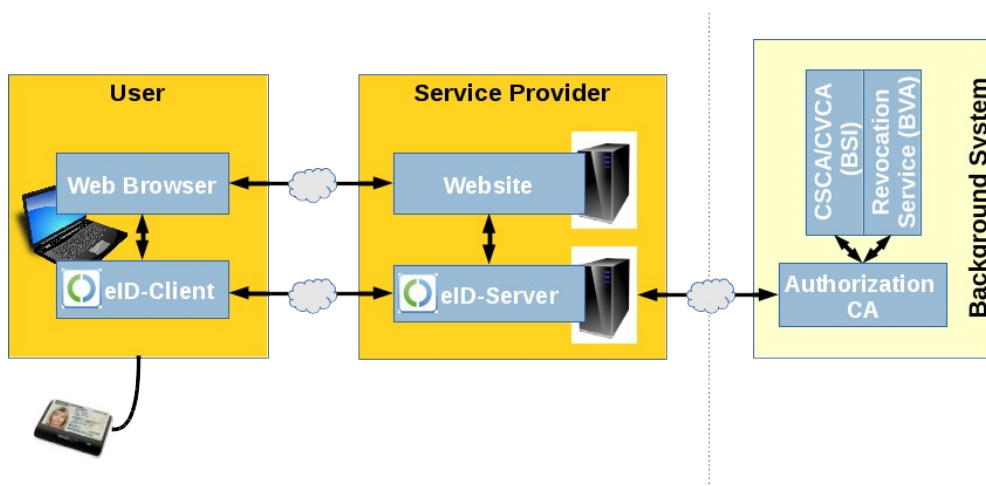 User
Service Provider
Background System
Web Browser
Website
CSCA/CVCA
(BSI)
Revocation
Service (BVA)
eID-Client
eID-Server
Authorization
CA